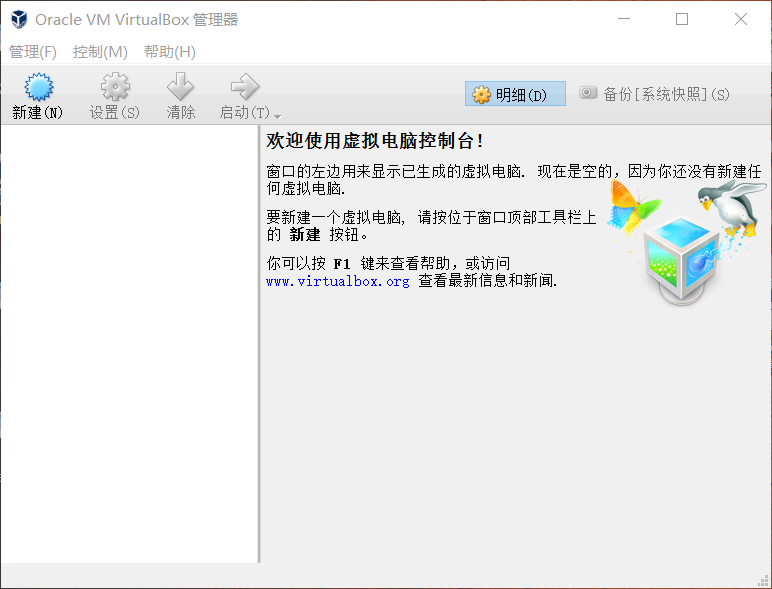 Oracle VM VirtualBox 管理器
管理(F) 控制(M) 帮助(H)
新建(N) 设置(S) 清除 启动(T) 明细(D) 备份[系统快照](S)
欢迎使用虚拟电脑控制台!
窗口的左边用来显示已生成的虚拟电脑. 现在是空的，因为你还没有新建任
何虚拟电脑.
要新建一个虚拟电脑, 请按位于窗口顶部工具栏上
的 新建 按钮。
你可以按 F1 键来查看帮助，或访问
www.virtualbox.org 查看最新信息和新闻.